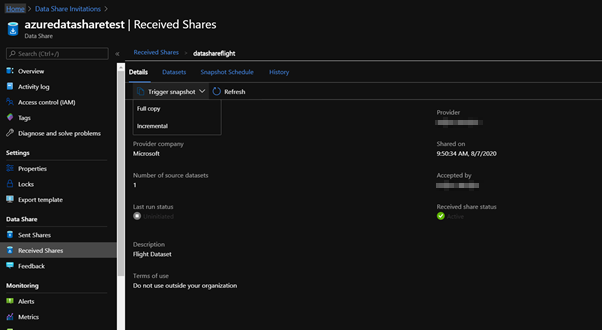 Home > Data Share Invitations >
azuredatasharetest | Received Shares
Data Share
Search (Ctrl+/)
«
Overview
Activity log
Access control (IAM)
Tags
Diagnose and solve problems
Settings
Properties
Locks
Export template
Data Share
Sent Shares
Received Shares
Feedback
Monitoring
Alerts
Metrics
Received Shares > datashareflight
Details Datasets Snapshot Schedule History
Trigger snapshot Refresh
Full copy
Incremental
Provider
Provider company
Microsoft
Shared on
9:50:34 AM, 8/7/2020
Number of source datasets
1
Accepted by
Last run status
Unavailable
Received share status
Active
Description
Flight Dataset
Terms of use
Do not use outside your organization